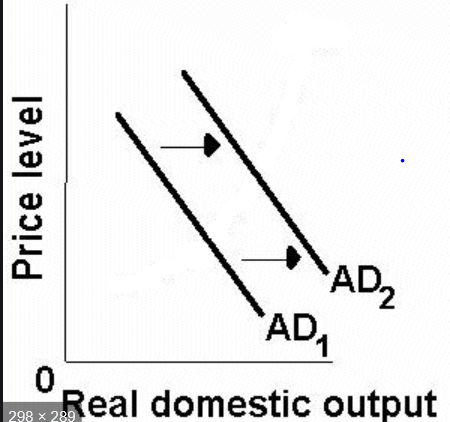 Price level
AD2
AD1
0
Real domestic output
298 × 289